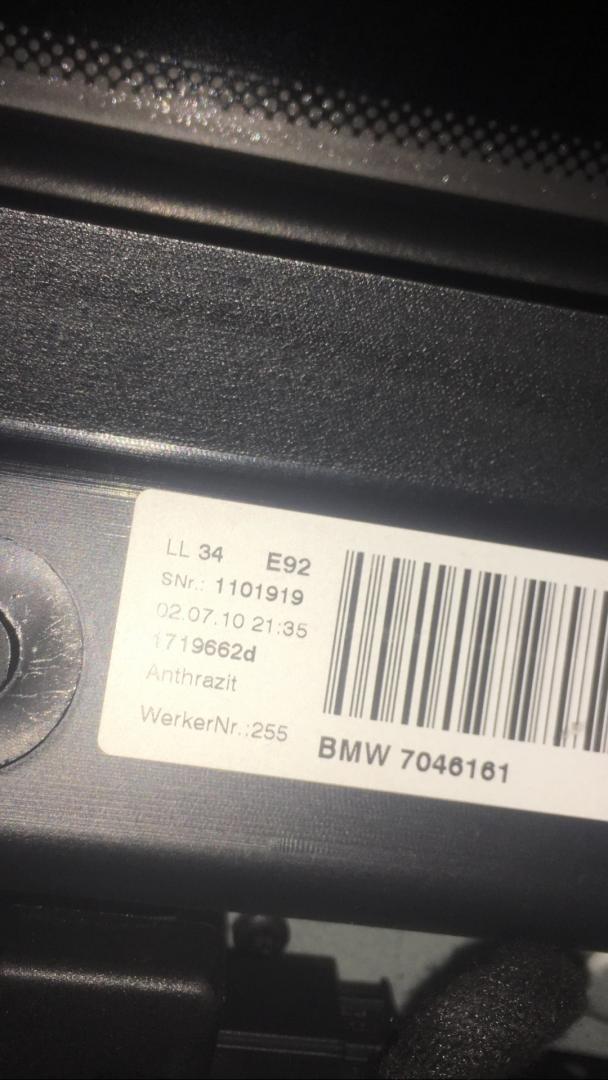 LL 34 E92
SNr.: 1101919
02.07.10 21:35
1719662d
Anthrazit
WerkerNr.:255
BMW 7046161